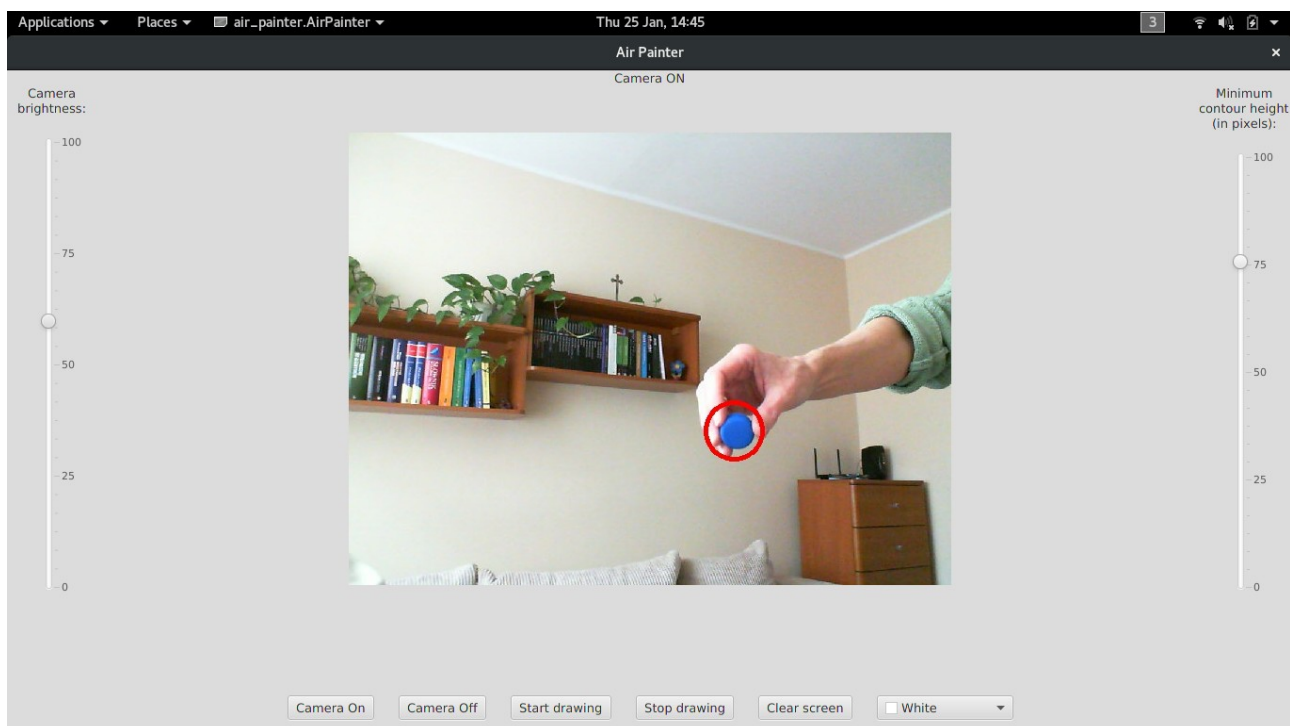 Applications Places air_painter.AirPainter Thu 25 Jan, 14:45 3
Air Painter
Camera ON
Camera
brightness:
100
75
50
25
0
Minimum
contour height
(in pixels):
100
75
50
25
0
Camera On Camera Off Start drawing Stop drawing Clear screen White